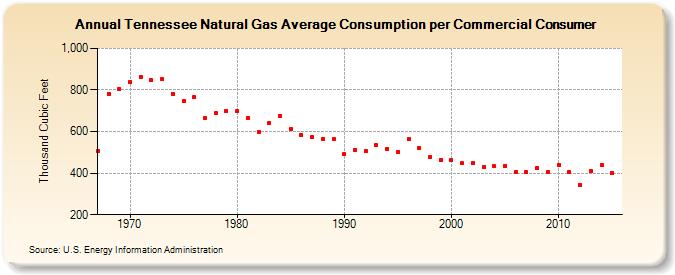 Annual Tennessee Natural Gas Average Consumption per Commercial Consumer
Thousand Cubic Feet
1,000
800
600
400
200
1970 1980 1990 2000 2010
Source: U.S. Energy Information Administration